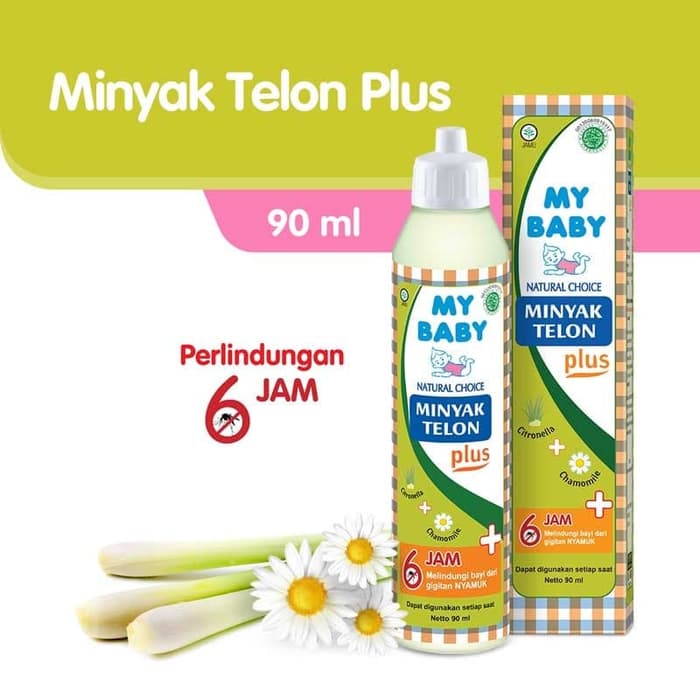 Minyak Telon Plus
90 ml
Perlindungan
6 JAM
MY
BABY
NATURAL CHOICE
MINYAK
TELON
plus
Citronella
+
Chamomile
+
6 JAM
Melindungi bayi dari
gigitan NYAMUK
Dapat digunakan setiap saat
Netto 90 ml
JAMU
MY
BABY
NATURAL CHOICE
MINYAK
TELON
plus
Citronella
+
Chamomile
+
6 JAM
Melindungi bayi dari
gigitan NYAMUK
Dapat digunakan setiap saat
Netto 90 ml